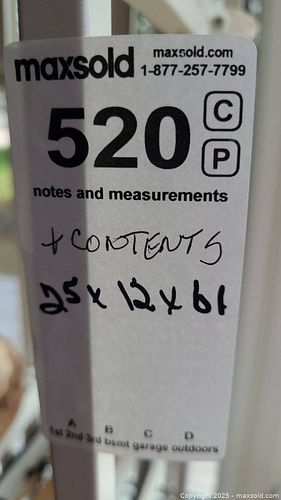 maxsold
maxsold.com
1-877-257-7799
520
C
P
notes and measurements
+ CONTENTS
25 x 12 x 61
A B C D
1st 2nd 3rd bsmt garage outdoors
Copyright 2025 - maxsold.com